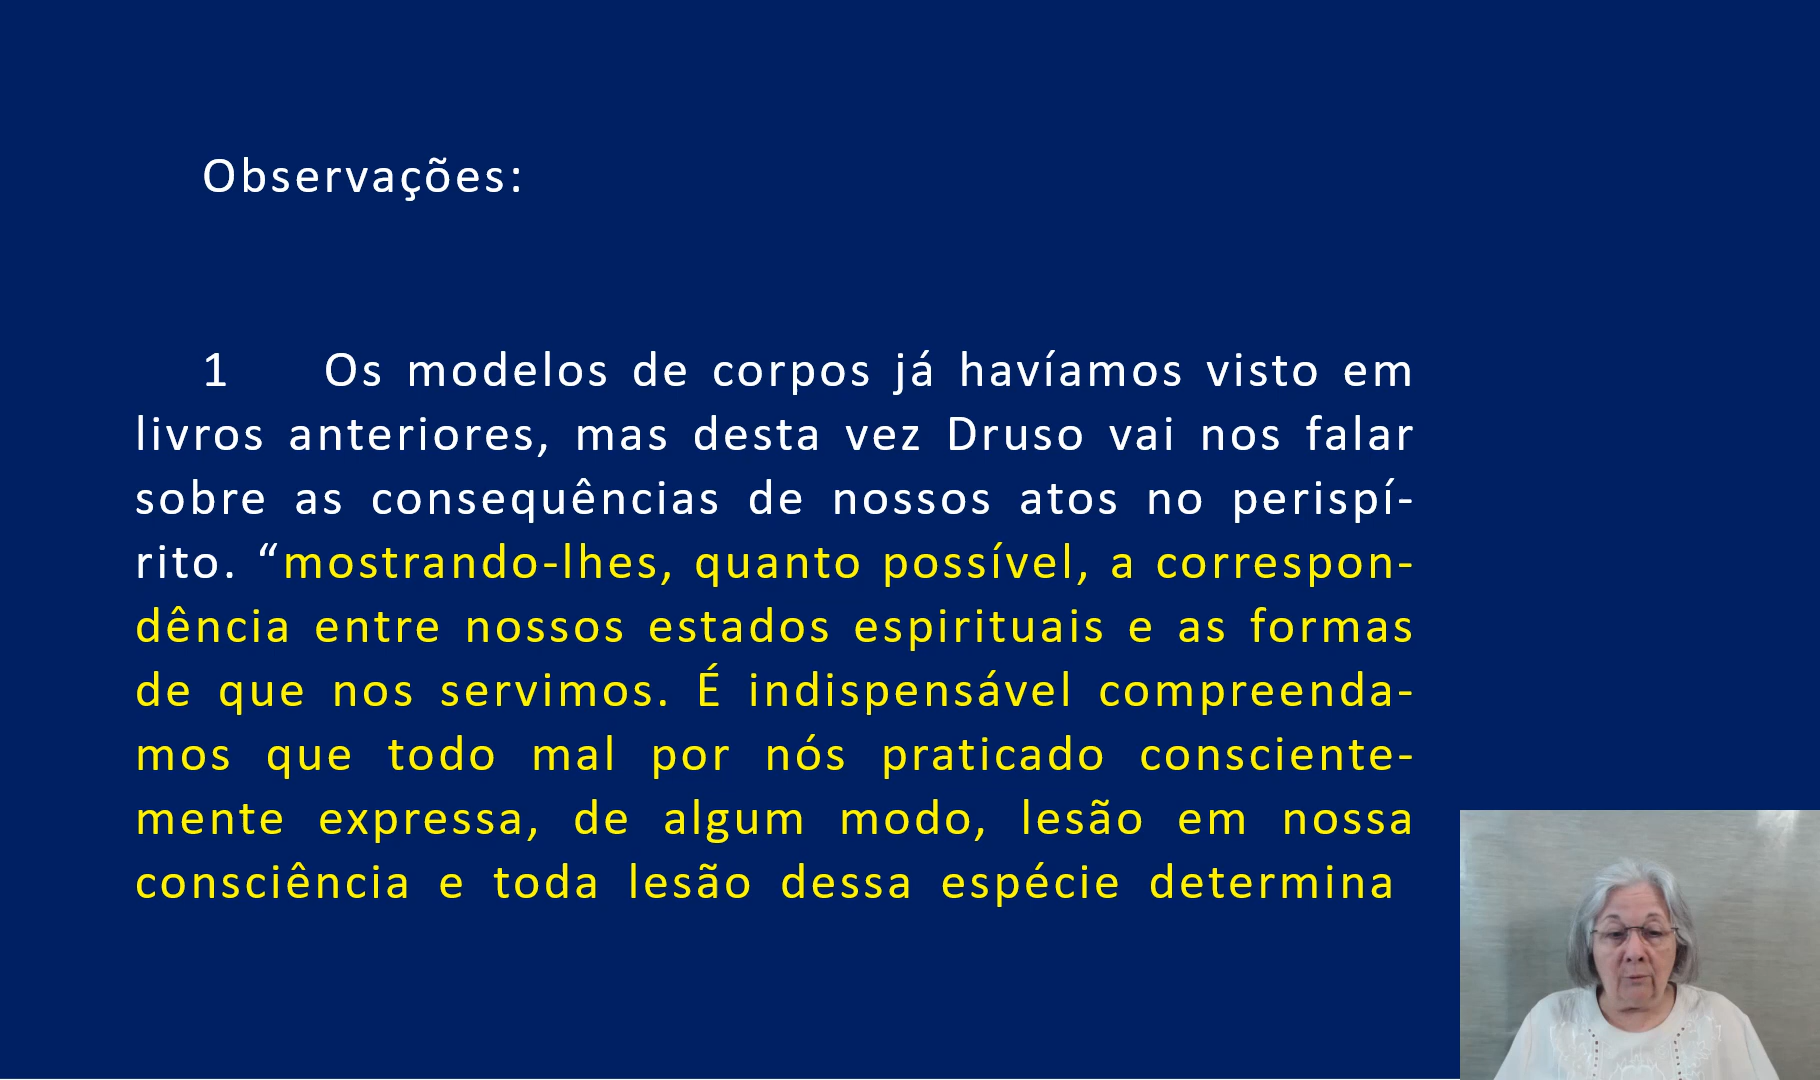 Observações:
1 Os modelos de corpos já havíamos visto em
livros anteriores, mas desta vez Druso vai nos falar
sobre as consequências de nossos atos no perispí-
rito. “mostrando-lhes, quanto possível, a correspon-
dência entre nossos estados espirituais e as formas
de que nos servimos. É indispensável compreenda-
mos que todo mal por nós praticado consciente-
mente expressa, de algum modo, lesão em nossa
consciência e toda lesão dessa espécie determina